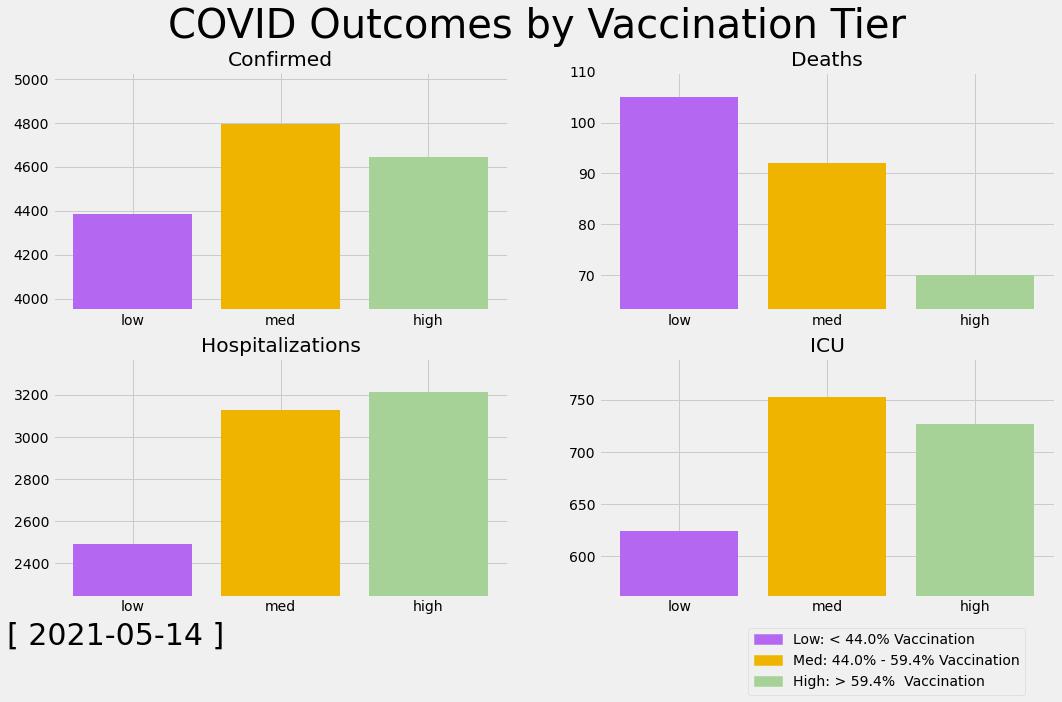 COVID Outcomes by Vaccination Tier
Confirmed
5000
4800
4600
4400
4200
4000
low med high
Deaths
110
100
90
80
70
low med high
Hospitalizations
3200
3000
2800
2600
2400
low med high
ICU
750
700
650
600
low med high
[ 2021-05-14 ]
Low: < 44.0% Vaccination
Med: 44.0% - 59.4% Vaccination
High: > 59.4%  Vaccination